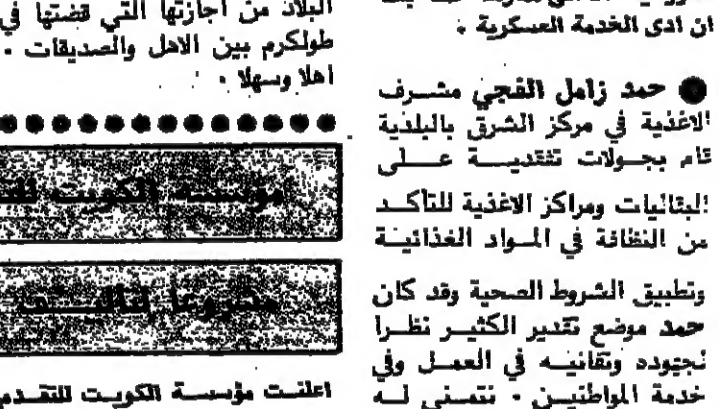 ان ادى الخدمة العسكرية .
● حمد زامل الفجي مشرف
الاغذية في مركز الشرق بالبلدية
قام بجولات تفتدية على
البقاليات ومراكز الاغذية للتأكد
من النظافة في المواد الغذائية
وتطبيق الشروط الصحية وقد كان
حمد موضع تقدير الكثير نظرا
لجهوده وتفانيه في العمل وفي
خدمة المواطنين . نتمنى له
البلاد من اجازتها التي قضتها في
طولكرم بين الاهل والصديقات .
اهلا وسهلا .
مؤسسة الكويت للت
اعلنت مؤسسة الكويت للتقدم